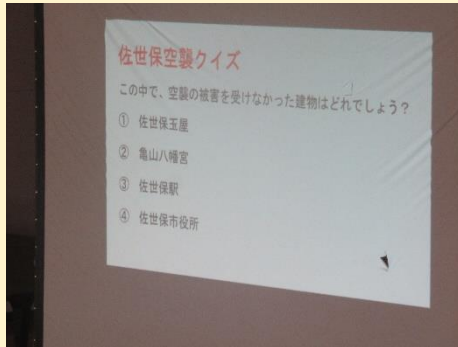 佐世保空襲クイズ
この中で、空襲の被害を受けなかった建物はどれでしょう？
① 佐世保玉屋
② 亀山八幡宮
③ 佐世保駅
④ 佐世保市役所